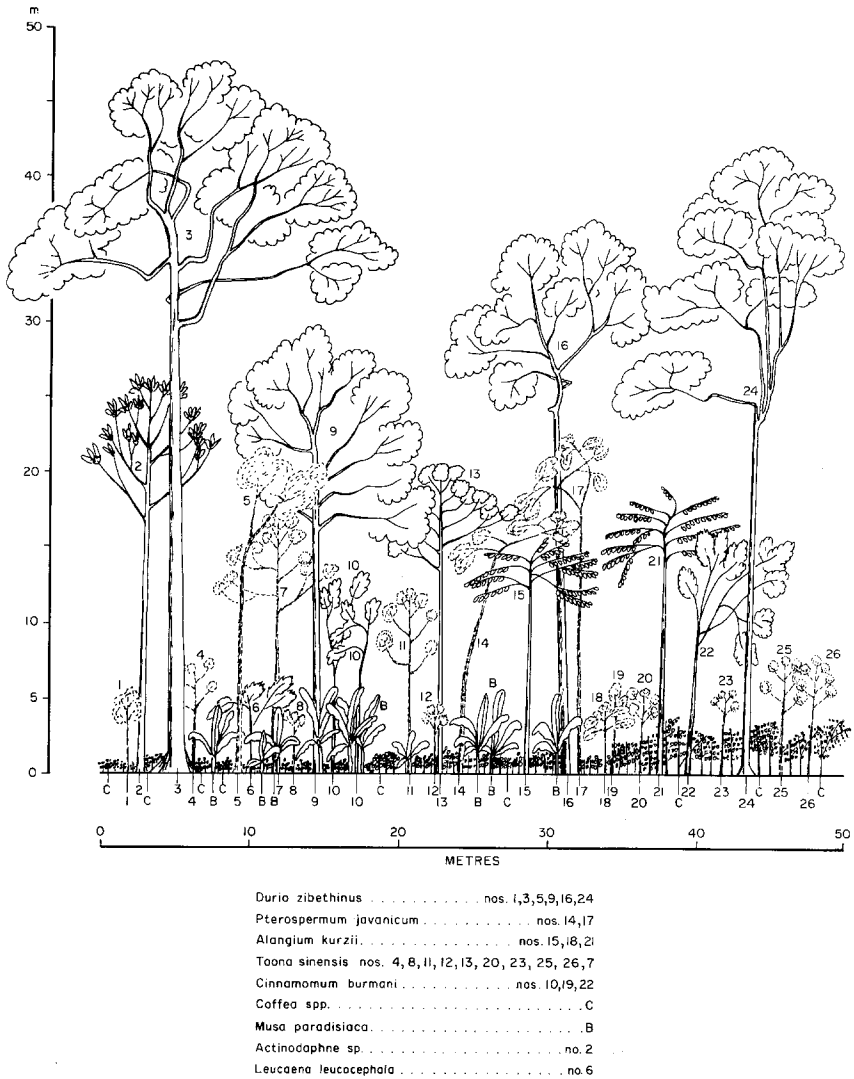 m
50
3
40
30
16
24
9
20
2
13
5
17
21
10
15
7
10
11
14
22
10
4
25
26
5
1
19
20
B
B
6
8
12
18
23
0
C 2 C 3 4 C B C 5 6 B 7 B 8 9 10 10 C 11 12 13 14 B B C 15 B 16 17 18 19 20 21 C 22 23 24 C 25 26 C
1
0 10 20 30 40 50
METRES
Durio zibethinus . . . . . . . . . . . . nos. 1,3,5,9,16,24
Pterospermum javanicum . . . . . . . . . . . . nos. 14,17
Alangium kurzii. . . . . . . . . . . . . . . nos. 15,18,21
Toona sinensis nos. 4, 8, 11, 12, 13, 20, 23, 25, 26, 7
Cinnamomum burmani . . . . . . . . . . . nos. 10,19,22
Coffea spp. . . . . . . . . . . . . . . . . . . . . . . . . C
Musa paradisiaca. . . . . . . . . . . . . . . . . . . . . B
Actinodaphne sp. . . . . . . . . . . . . . . . . . . . no. 2
Leucaena leucocephala . . . . . . . . . . . . . . . . no. 6